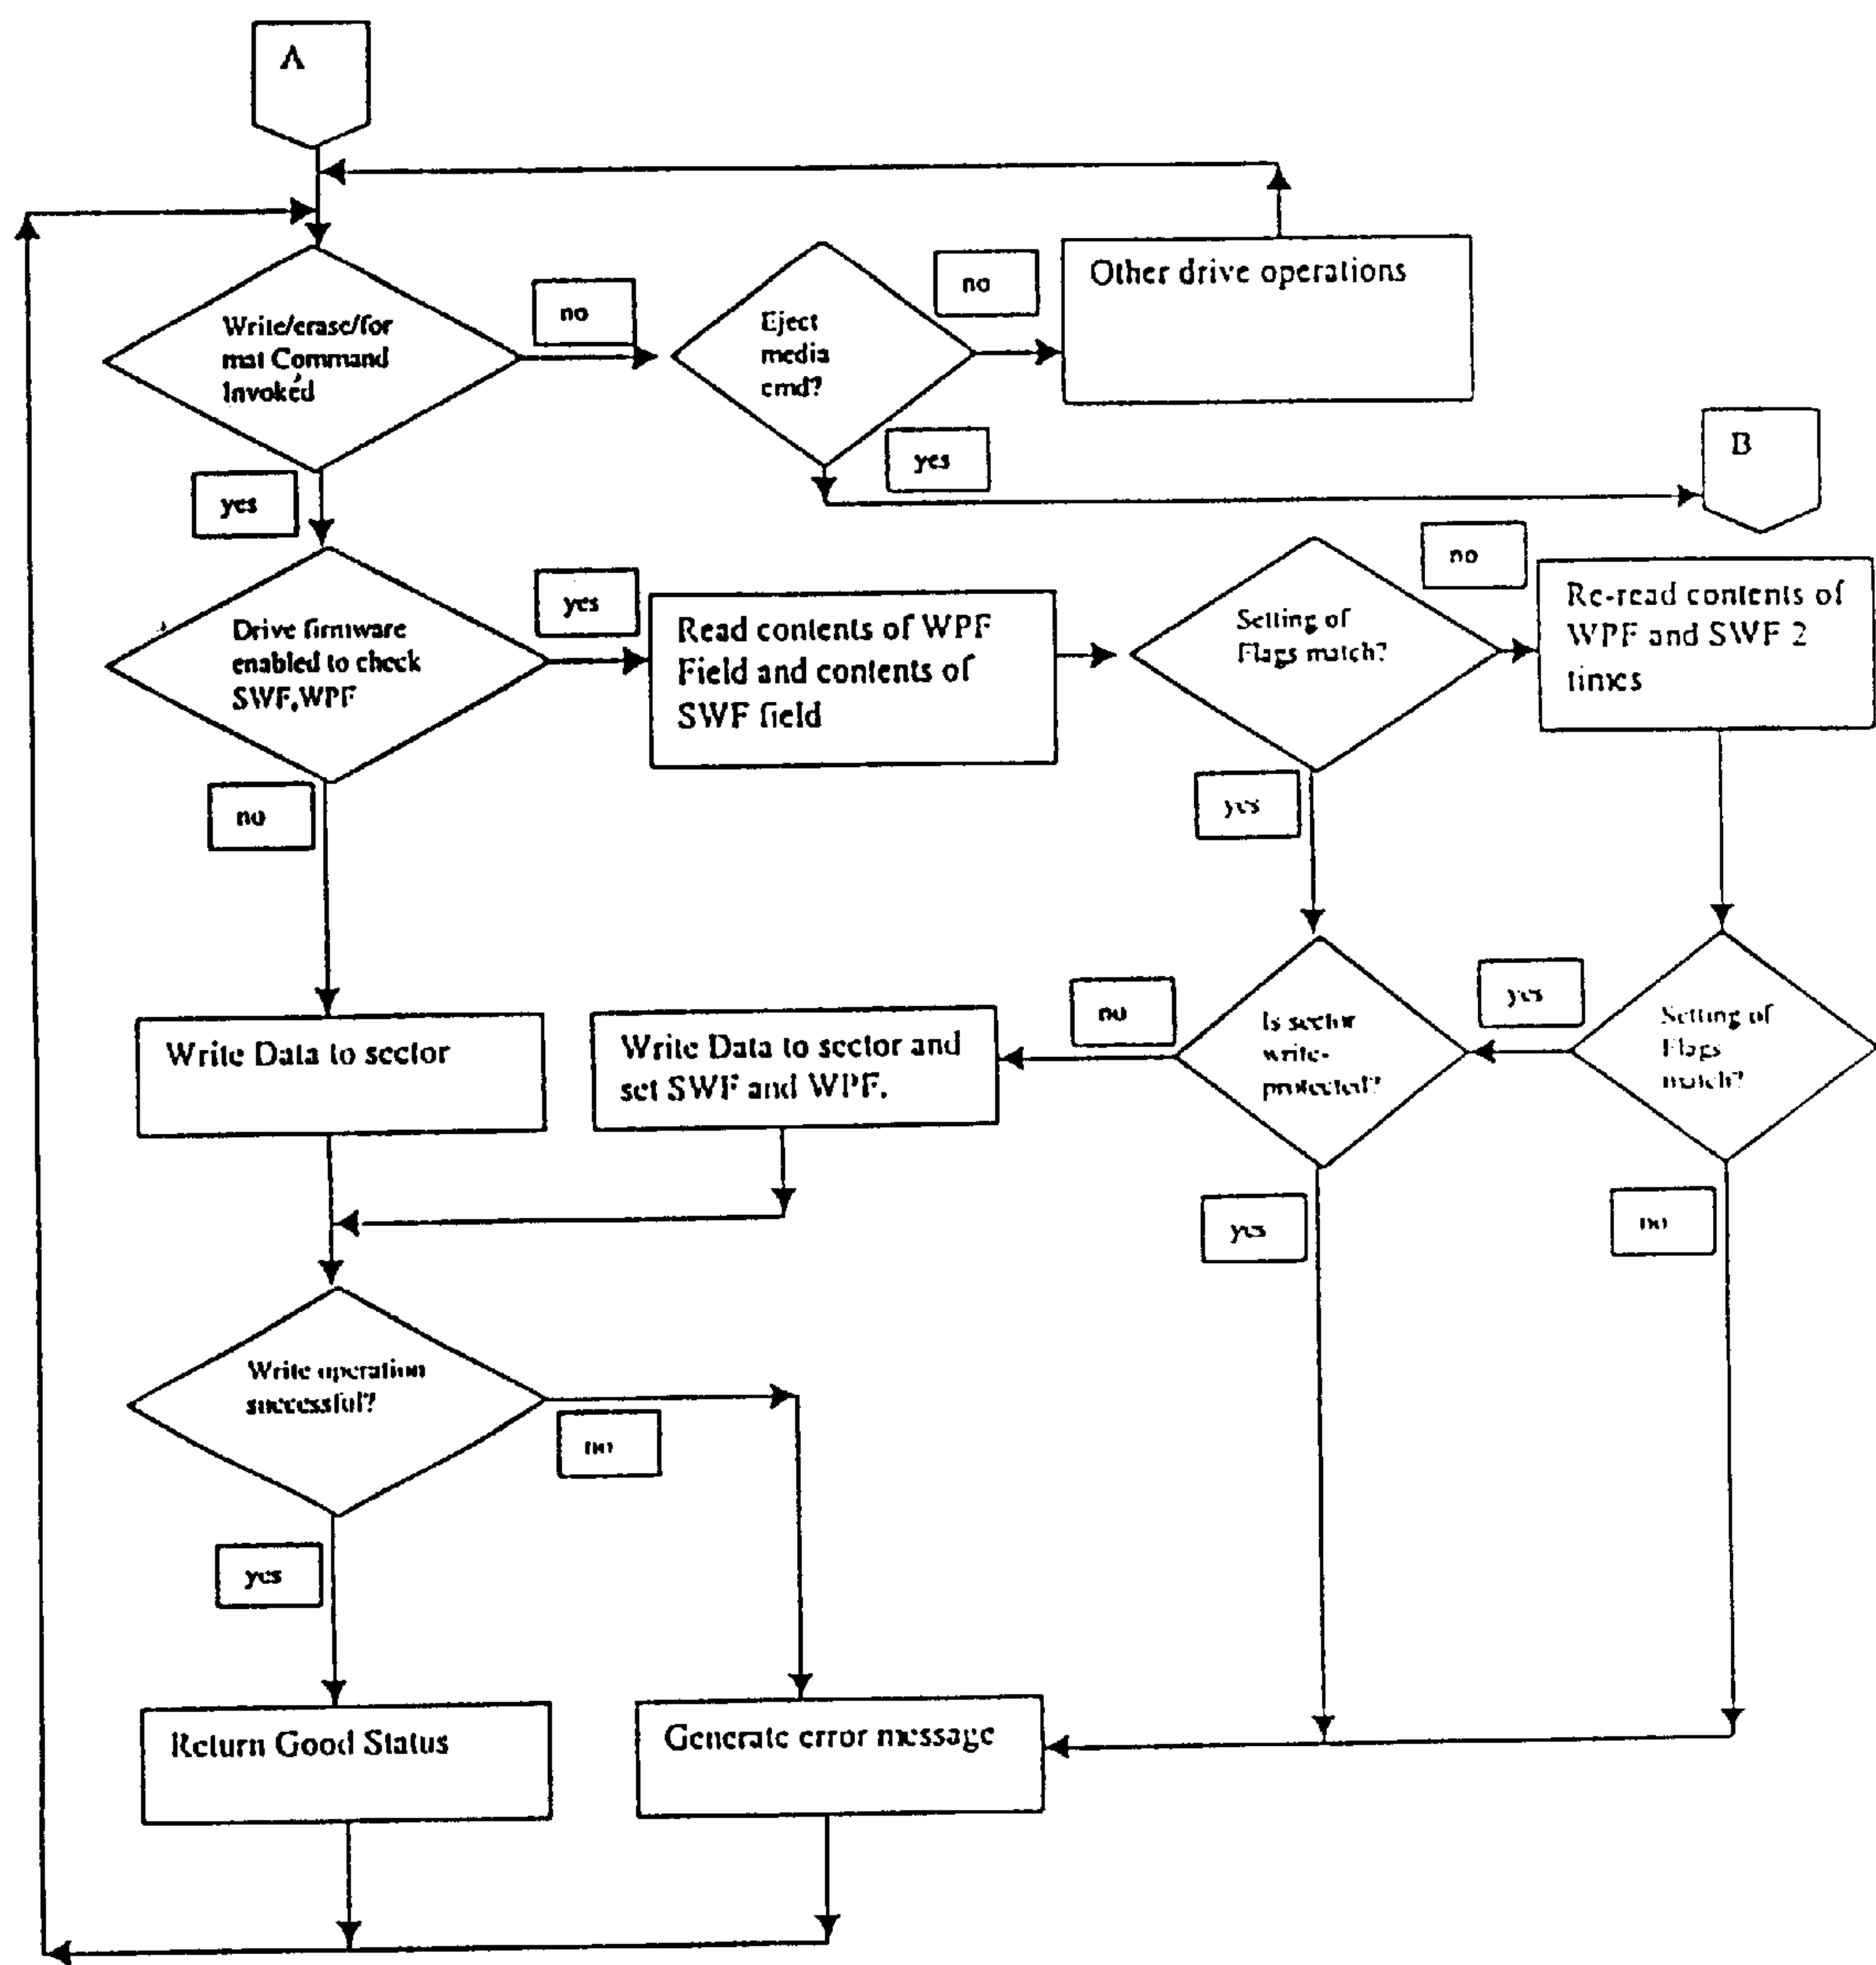 A
Write/erase/for
mat Command
Invoked
no
Eject
media
cmd?
no
Other drive operations
yes
yes
B
Drive firmware
enabled to check
SWF,WPF
yes
Read contents of WPF
Field and contents of
SWF field
Setting of
Flags match?
no
Re-read contents of
WPF and SWF 2
times
no
yes
Write Data to sector
Write Data to sector and
set SWF and WPF.
no
Is sector
write-
protected?
yes
Setting of
Flags
match?
yes
no
Write operation
successful?
no
yes
Return Good Status
Generate error message